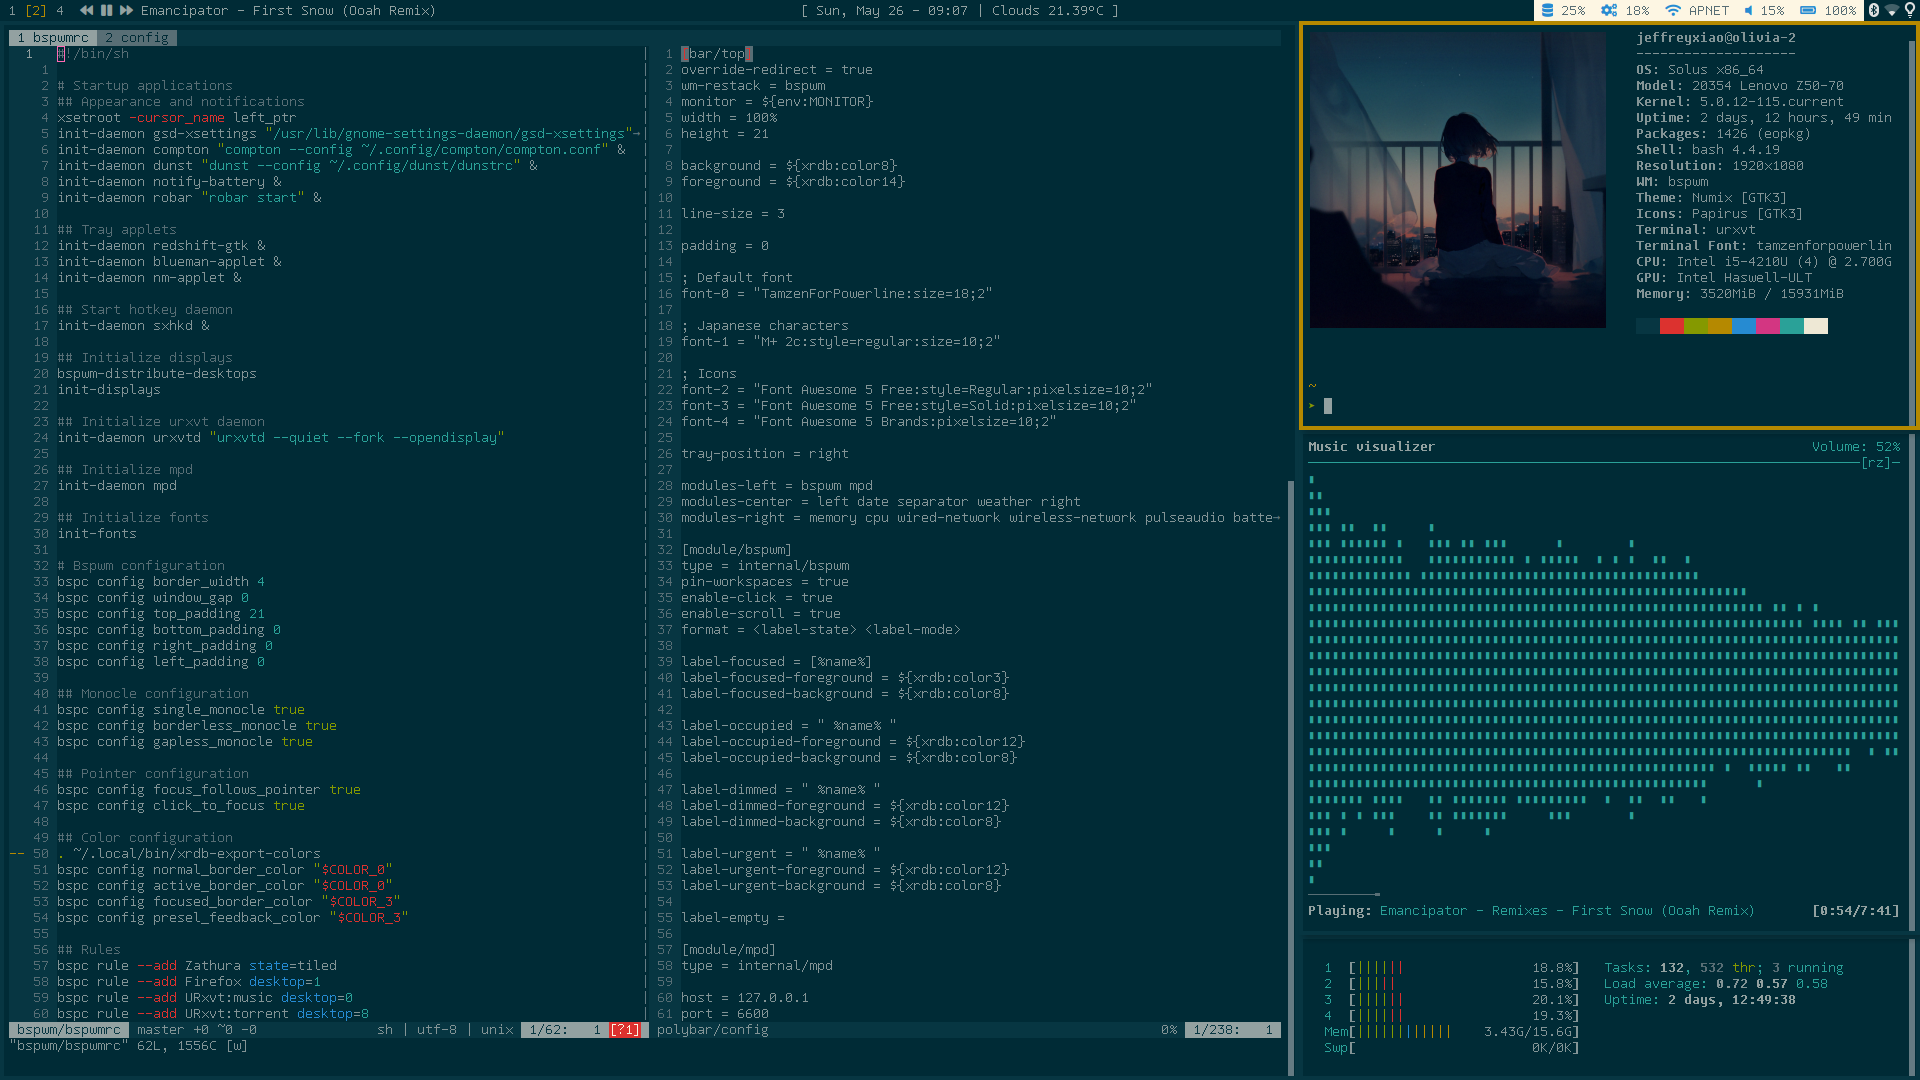 1 [2] 4 Emancipator - First Snow (Ooah Remix)
[ Sun, May 26 - 09:07 | Clouds 21.39°C ]
25% 18% APNET 15% 100%
1 bspwmrc 2 config
1 #!/bin/sh
1
2 # Startup applications
3 ## Appearance and notifications
4 xsetroot -cursor_name left_ptr
5 init-daemon gsd-xsettings "/usr/lib/gnome-settings-daemon/gsd-xsettings"→
6 init-daemon compton "compton --config ~/.config/compton/compton.conf" &
7 init-daemon dunst "dunst --config ~/.config/dunst/dunstrc" &
8 init-daemon notify-battery &
9 init-daemon robar "robar start" &
10
11 ## Tray applets
12 init-daemon redshift-gtk &
13 init-daemon blueman-applet &
14 init-daemon nm-applet &
15
16 ## Start hotkey daemon
17 init-daemon sxhkd &
18
19 ## Initialize displays
20 bspwm-distribute-desktops
21 init-displays
22
23 ## Initialize urxvt daemon
24 init-daemon urxvtd "urxvtd --quiet --fork --opendisplay"
25
26 ## Initialize mpd
27 init-daemon mpd
28
29 ## Initialize fonts
30 init-fonts
31
32 # Bspwm configuration
33 bspc config border_width 4
34 bspc config window_gap 0
35 bspc config top_padding 21
36 bspc config bottom_padding 0
37 bspc config right_padding 0
38 bspc config left_padding 0
39
40 ## Monocle configuration
41 bspc config single_monocle true
42 bspc config borderless_monocle true
43 bspc config gapless_monocle true
44
45 ## Pointer configuration
46 bspc config focus_follows_pointer true
47 bspc config click_to_focus true
48
49 ## Color configuration
-- 50 . ~/.local/bin/xrdb-export-colors
51 bspc config normal_border_color "$COLOR_0"
52 bspc config active_border_color "$COLOR_0"
53 bspc config focused_border_color "$COLOR_3"
54 bspc config presel_feedback_color "$COLOR_3"
55
56 ## Rules
57 bspc rule --add Zathura state=tiled
58 bspc rule --add Firefox desktop=1
59 bspc rule --add URxvt:music desktop=0
60 bspc rule --add URxvt:torrent desktop=8
bspwm/bspwmrc master +0 ~0 -0 sh | utf-8 | unix 1/62: 1 [?1]
"bspwm/bspwmrc" 62L, 1556C [w]
1 [bar/top]
2 override-redirect = true
3 wm-restack = bspwm
4 monitor = ${env:MONITOR}
5 width = 100%
6 height = 21
7
8 background = ${xrdb:color8}
9 foreground = ${xrdb:color14}
10
11 line-size = 3
12
13 padding = 0
14
15 ; Default font
16 font-0 = "TamzenForPowerline:size=18;2"
17
18 ; Japanese characters
19 font-1 = "M+ 2c:style=regular:size=10;2"
20
21 ; Icons
22 font-2 = "Font Awesome 5 Free:style=Regular:pixelsize=10;2"
23 font-3 = "Font Awesome 5 Free:style=Solid:pixelsize=10;2"
24 font-4 = "Font Awesome 5 Brands:pixelsize=10;2"
25
26 tray-position = right
27
28 modules-left = bspwm mpd
29 modules-center = left date separator weather right
30 modules-right = memory cpu wired-network wireless-network pulseaudio batte→
31
32 [module/bspwm]
33 type = internal/bspwm
34 pin-workspaces = true
35 enable-click = true
36 enable-scroll = true
37 format = <label-state> <label-mode>
38
39 label-focused = [%name%]
40 label-focused-foreground = ${xrdb:color3}
41 label-focused-background = ${xrdb:color8}
42
43 label-occupied = " %name% "
44 label-occupied-foreground = ${xrdb:color12}
45 label-occupied-background = ${xrdb:color8}
46
47 label-dimmed = " %name% "
48 label-dimmed-foreground = ${xrdb:color12}
49 label-dimmed-background = ${xrdb:color8}
50
51 label-urgent = " %name% "
52 label-urgent-foreground = ${xrdb:color12}
53 label-urgent-background = ${xrdb:color8}
54
55 label-empty =
56
57 [module/mpd]
58 type = internal/mpd
59
60 host = 127.0.0.1
61 port = 6600
polybar/config 0% 1/238: 1
jeffreyxiao@olivia-2
--------------------
OS: Solus x86_64
Model: 20354 Lenovo Z50-70
Kernel: 5.0.12-115.current
Uptime: 2 days, 12 hours, 49 min
Packages: 1426 (eopkg)
Shell: bash 4.4.19
Resolution: 1920x1080
WM: bspwm
Theme: Numix [GTK3]
Icons: Papirus [GTK3]
Terminal: urxvt
Terminal Font: tamzenforpowerlin
CPU: Intel i5-4210U (4) @ 2.700G
GPU: Intel Haswell-ULT
Memory: 3520MiB / 15931MiB
~
➤
Music visualizer Volume: 52%
[rz]
Playing: Emancipator - Remixes - First Snow (Ooah Remix) [0:54/7:41]
1 [|||||| 18.8%] Tasks: 132, 532 thr; 3 running
2 [||||| 15.8%] Load average: 0.72 0.57 0.58
3 [|||||| 20.1%] Uptime: 2 days, 12:49:38
4 [|||||| 19.3%]
Mem[|||||||||||| 3.43G/15.6G]
Swp[ 0K/0K]